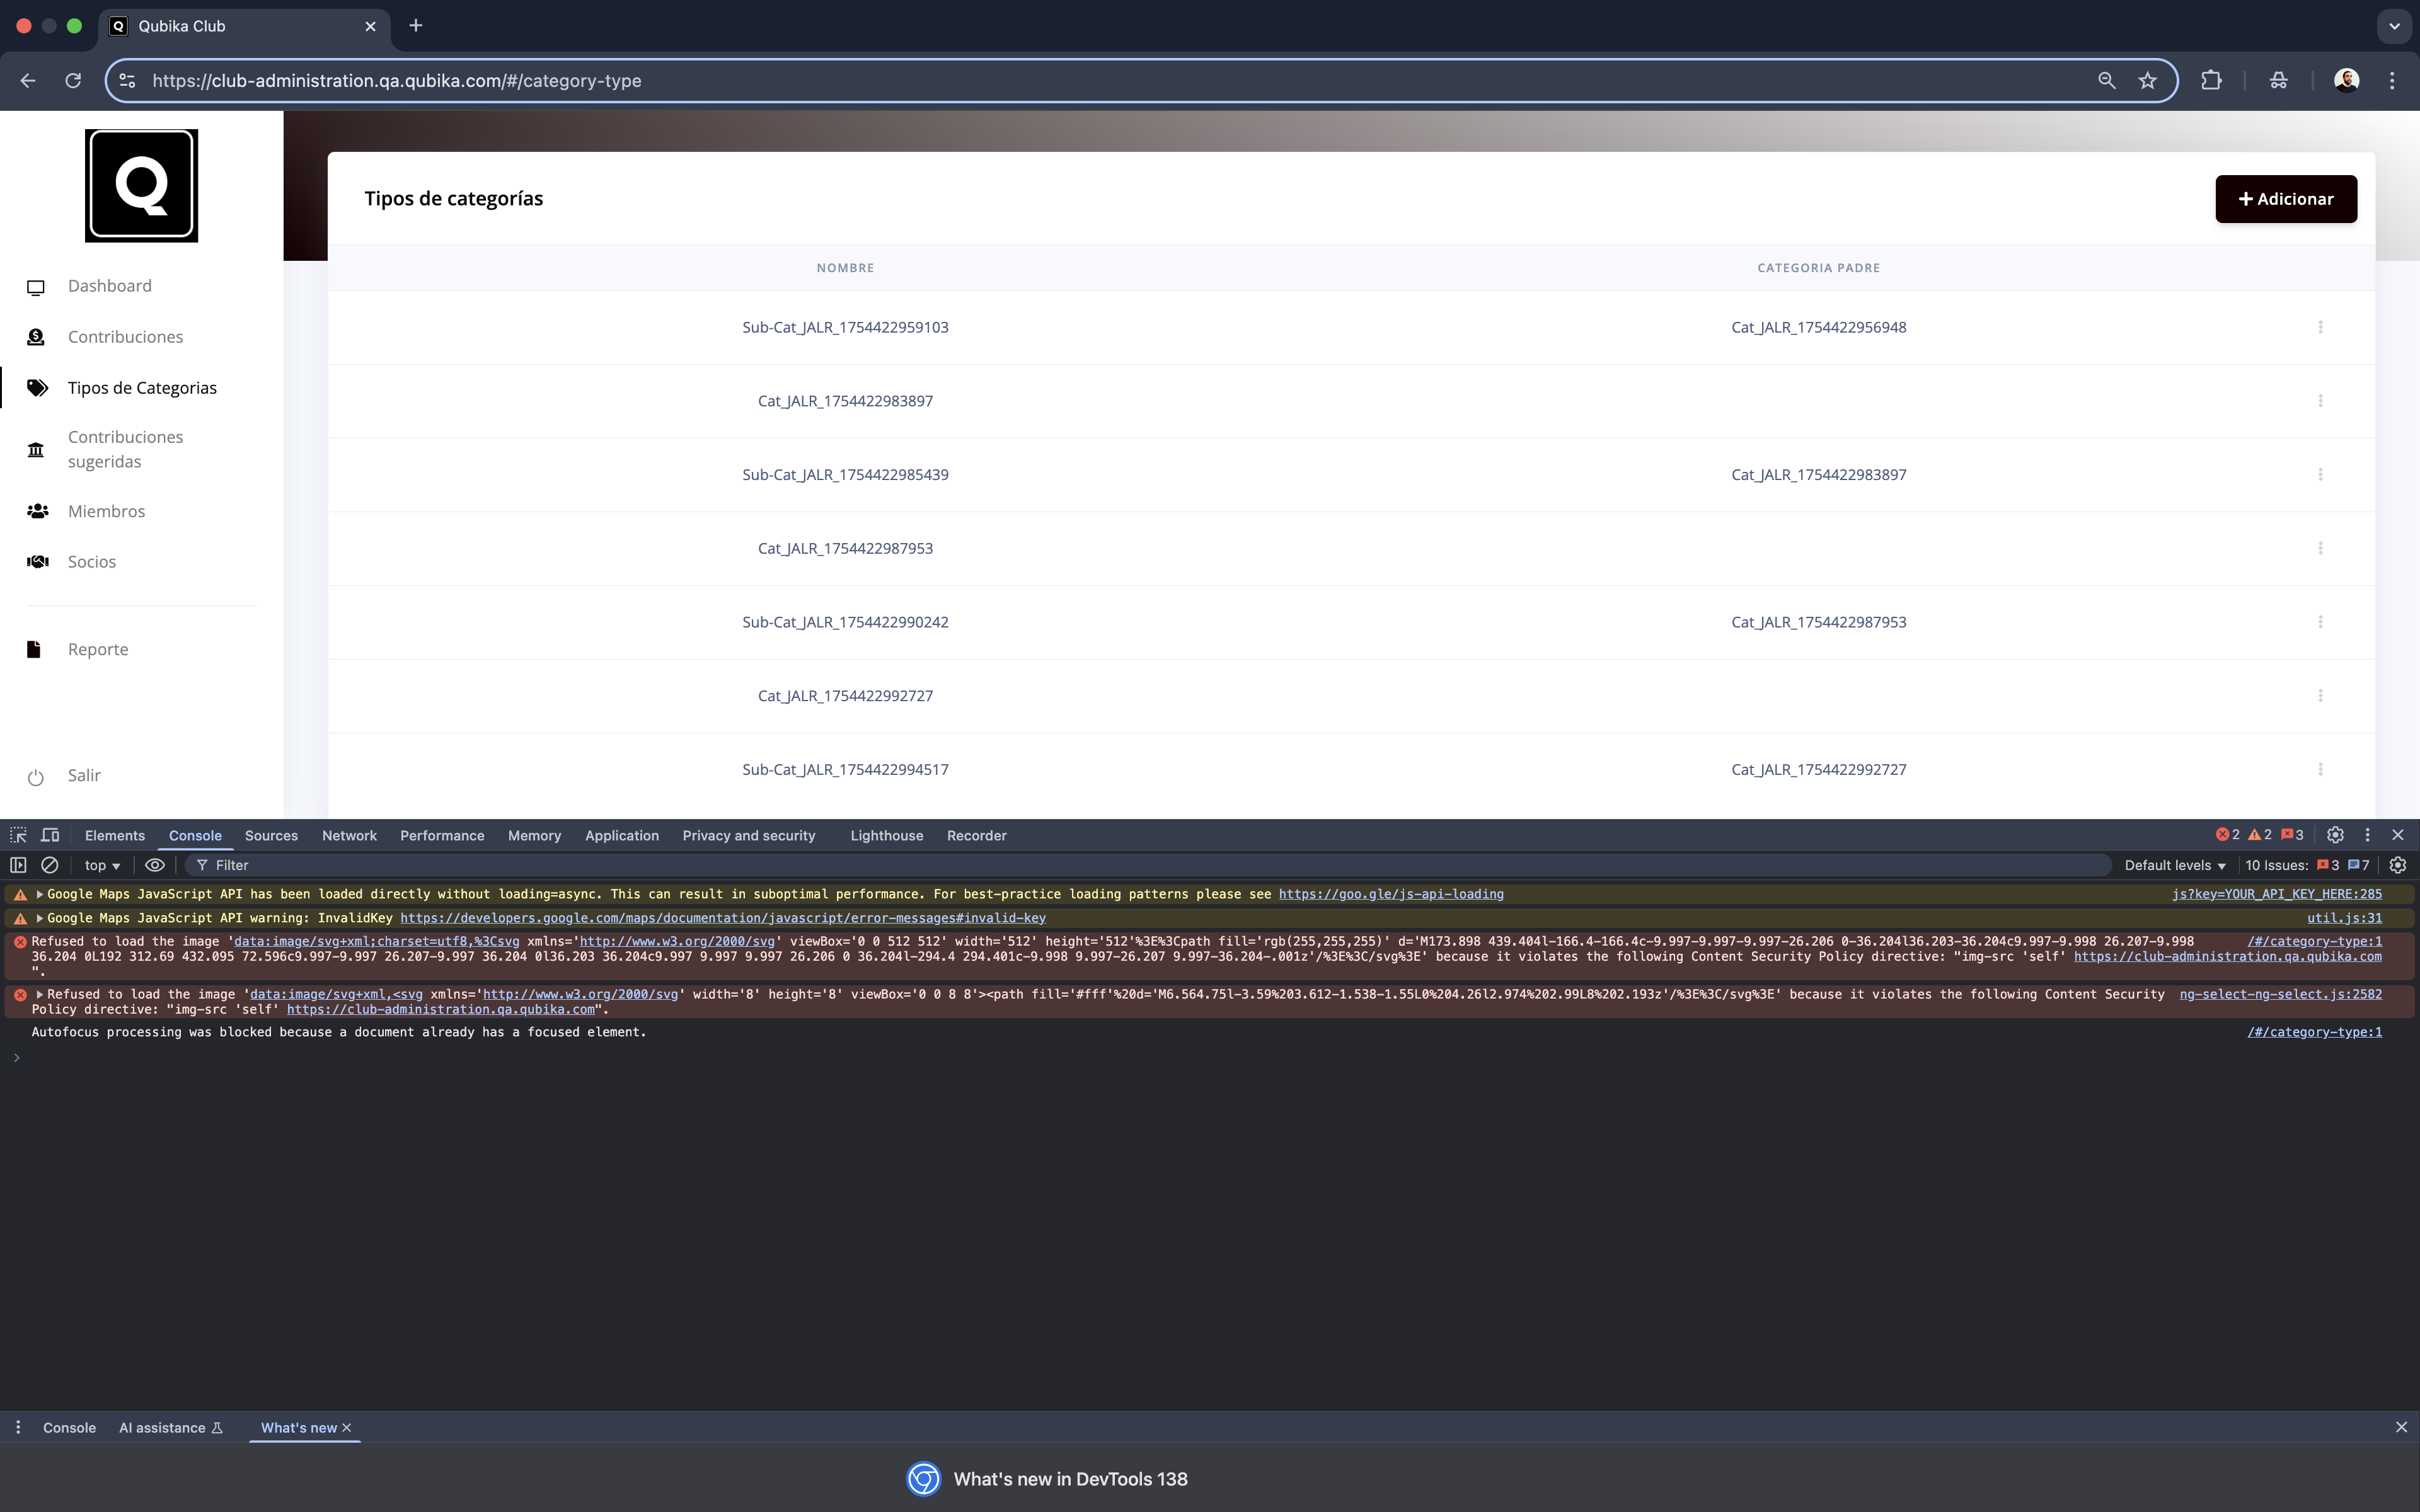 Qubika Club
https://club-administration.qa.qubika.com/#/category-type
Q
Dashboard
Contribuciones
Tipos de Categorias
Contribuciones
sugeridas
Miembros
Socios
Reporte
Salir
Tipos de categorías
Adicionar
NOMBRE CATEGORIA PADRE
Sub-Cat_JALR_1754422959103 Cat_JALR_1754422956948
Cat_JALR_1754422983897
Sub-Cat_JALR_1754422985439 Cat_JALR_1754422983897
Cat_JALR_1754422987953
Sub-Cat_JALR_1754422990242 Cat_JALR_1754422987953
Cat_JALR_1754422992727
Sub-Cat_JALR_1754422994517 Cat_JALR_1754422992727
Elements Console Sources Network Performance Memory Application Privacy and security Lighthouse Recorder 2 2 3
top Filter Default levels 10 Issues: 3 7
Google Maps JavaScript API has been loaded directly without loading=async. This can result in suboptimal performance. For best-practice loading patterns please see https://goo.gle/js-api-loading js?key=YOUR_API_KEY_HERE:285
Google Maps JavaScript API warning: InvalidKey https://developers.google.com/maps/documentation/javascript/error-messages#invalid-key util.js:31
Refused to load the image 'data:image/svg+xml;charset=utf8,%3Csvg xmlns='http://www.w3.org/2000/svg' viewBox='0 0 512 512' width='512' height='512'%3E%3Cpath fill='rgb(255,255,255)' d='M173.898 439.404l-166.4-166.4c-9.997-9.997-9.997-26.206 0-36.204l36.203-36.204c9.997-9.998 26.207-9.998 /#/category-type:1
36.204 0L192 312.69 432.095 72.596c9.997-9.997 26.207-9.997 36.204 0l36.203 36.204c9.997 9.997 9.997 26.206 0 36.204l-294.4 294.401c-9.998 9.997-26.207 9.997-36.204-.001z'/%3E%3C/svg%3E' because it violates the following Content Security Policy directive: "img-src 'self' https://club-administration.qa.qubika.com
".
Refused to load the image 'data:image/svg+xml,<svg xmlns='http://www.w3.org/2000/svg' width='8' height='8' viewBox='0 0 8 8'><path fill='#fff'%20d='M6.564.75l-3.59%203.612-1.538-1.55L0%204.26l2.974%202.99L8%202.193z'/%3E%3C/svg%3E' because it violates the following Content Security ng-select-ng-select.js:2582
Policy directive: "img-src 'self' https://club-administration.qa.qubika.com".
Autofocus processing was blocked because a document already has a focused element. /#/category-type:1
Console AI assistance What's new
What's new in DevTools 138